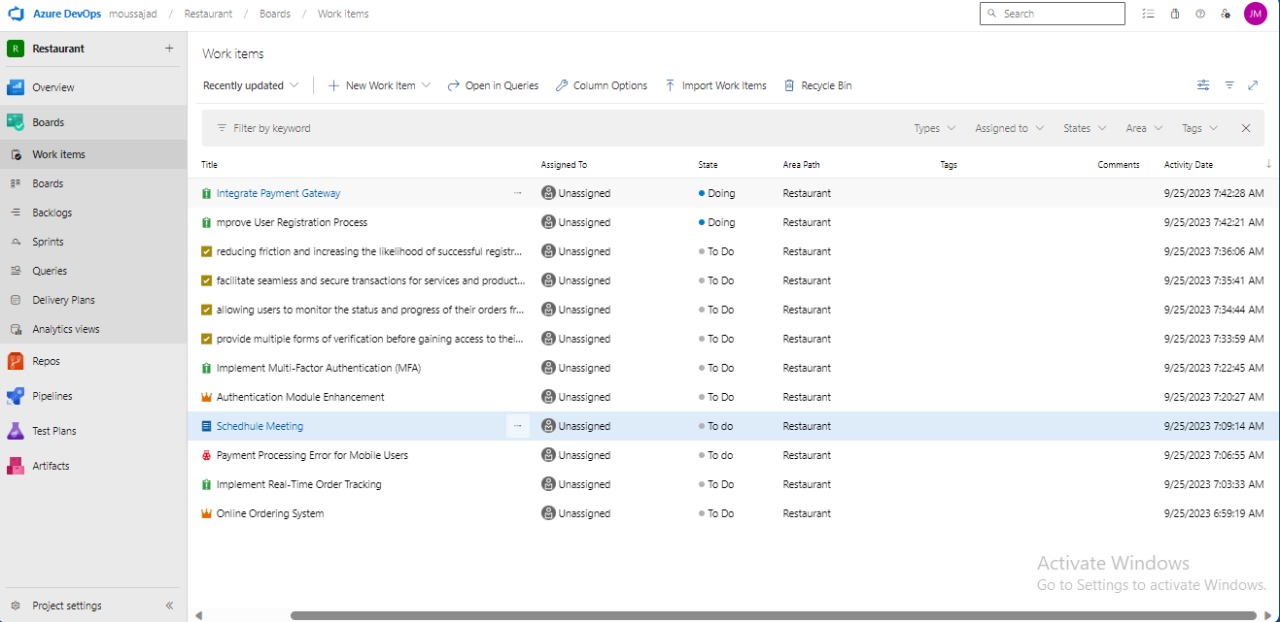 Azure DevOps moussajad / Restaurant / Boards / Work items Search JM
R Restaurant +
Overview
Boards
Work items
Boards
Backlogs
Sprints
Queries
Delivery Plans
Analytics views
Repos
Pipelines
Test Plans
Artifacts
Project settings
Work items
Recently updated + New Work Item Open in Queries Column Options Import Work Items Recycle Bin
Filter by keyword Types Assigned to States Area Tags
Title Assigned To State Area Path Tags Comments Activity Date
Integrate Payment Gateway ... Unassigned Doing Restaurant 9/25/2023 7:42:28 AM
mprove User Registration Process Unassigned Doing Restaurant 9/25/2023 7:42:21 AM
reducing friction and increasing the likelihood of successful registr... Unassigned To Do Restaurant 9/25/2023 7:36:06 AM
facilitate seamless and secure transactions for services and product... Unassigned To Do Restaurant 9/25/2023 7:35:41 AM
allowing users to monitor the status and progress of their orders fr... Unassigned To Do Restaurant 9/25/2023 7:34:44 AM
provide multiple forms of verification before gaining access to thei... Unassigned To Do Restaurant 9/25/2023 7:33:59 AM
Implement Multi-Factor Authentication (MFA) Unassigned To Do Restaurant 9/25/2023 7:22:45 AM
Authentication Module Enhancement Unassigned To Do Restaurant 9/25/2023 7:20:27 AM
Schedhule Meeting ... Unassigned To do Restaurant 9/25/2023 7:09:14 AM
Payment Processing Error for Mobile Users Unassigned To do Restaurant 9/25/2023 7:06:55 AM
Implement Real-Time Order Tracking Unassigned To Do Restaurant 9/25/2023 7:03:33 AM
Online Ordering System Unassigned To Do Restaurant 9/25/2023 6:59:19 AM
Activate Windows
Go to Settings to activate Windows.